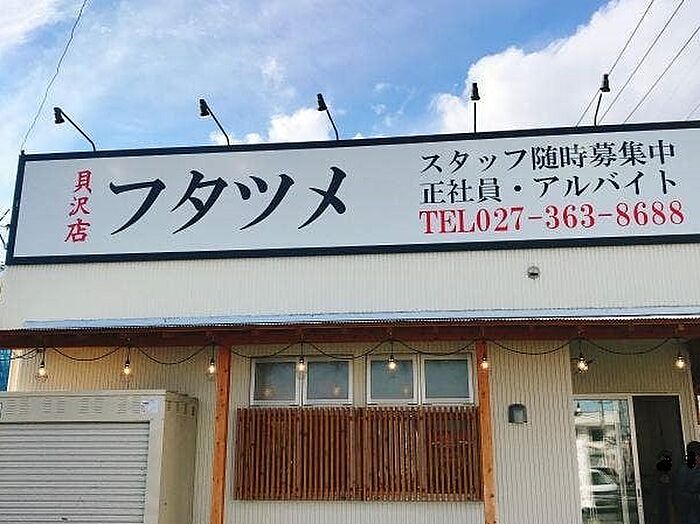 貝沢店
フタツメ
スタッフ随時募集中
正社員・アルバイト
TEL027-363-8688